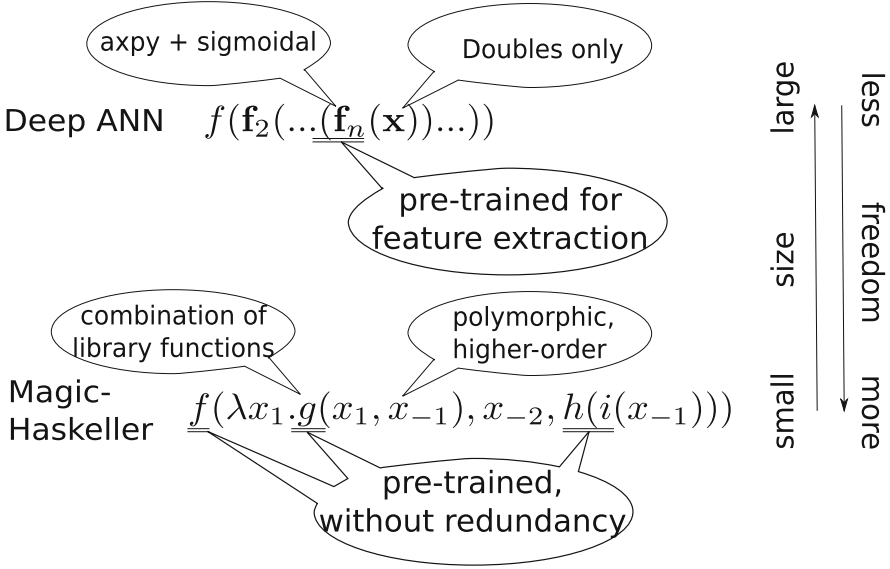 axpy + sigmoidal
Doubles only
Deep ANN
f(f₂(...(fₙ(x))...))
pre-trained for
feature extraction
combination of
library functions
polymorphic,
higher-order
Magic-
Haskeller
f(λx₁.g(x₁, x₋₁), x₋₂, h(i(x₋₁)))
pre-trained,
without redundancy
large
size
small
less
freedom
more